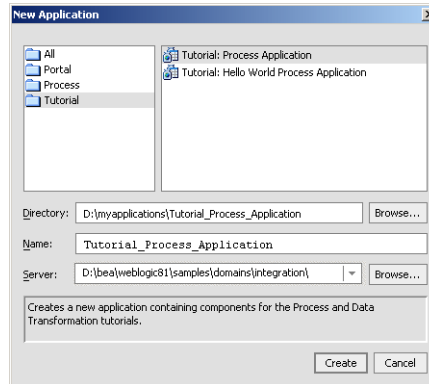 New Application
All
Portal
Process
Tutorial
Tutorial: Process Application
Tutorial: Hello World Process Application
Directory: D:\myapplications\Tutorial_Process_Application Browse...
Name: Tutorial_Process_Application
Server: D:\bea\weblogic81\samples\domains\integration\ Browse...
Creates a new application containing components for the Process and Data
Transformation tutorials.
Create Cancel